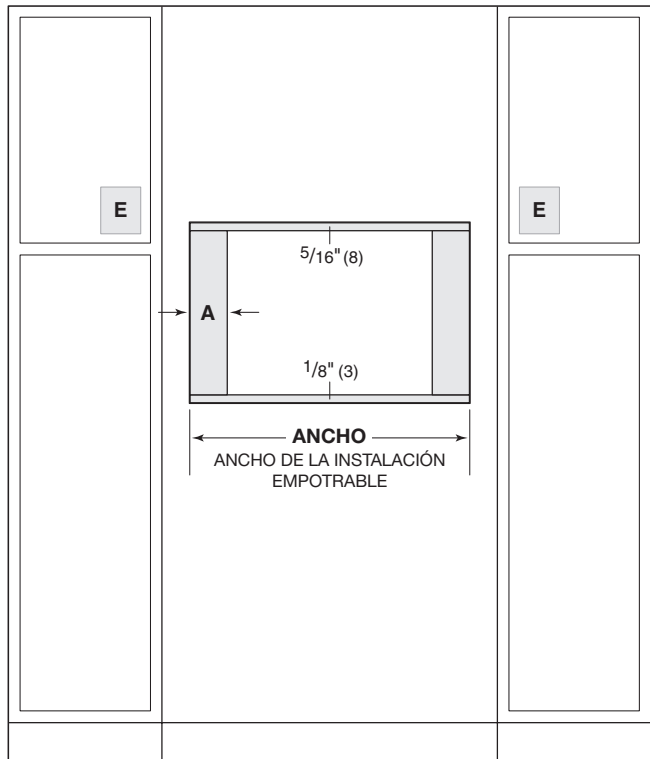 E
E
5/16" (8)
A
1/8" (3)
ANCHO
ANCHO DE LA INSTALACIÓN
EMPOTRABLE